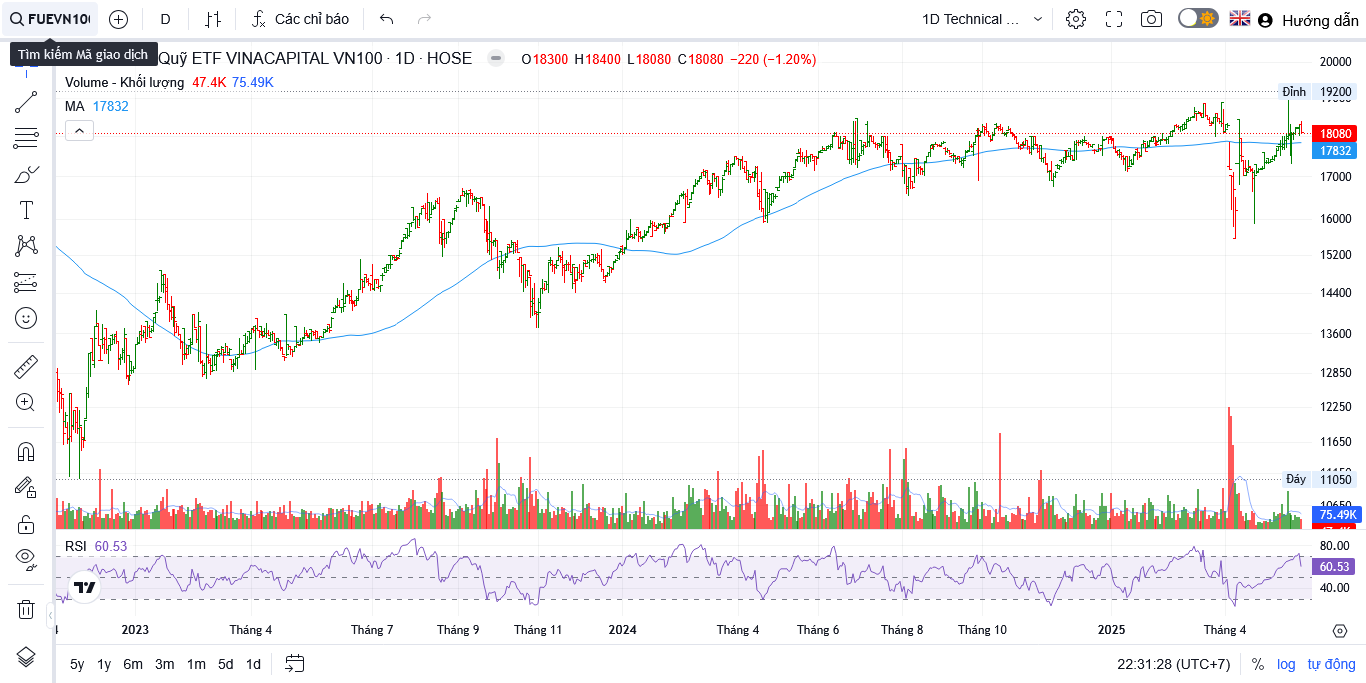 FUEVN10
D
Các chỉ báo
1D Technical ...
Hướng dẫn
Tìm kiếm Mã giao dịch
Quỹ ETF VINACAPITAL VN100 · 1D · HOSE
O18300 H18400 L18080 C18080 −220 (−1.20%)
Volume - Khối lượng 47.4K 75.49K
MA 17832
20000
Đỉnh 19200
18080
17832
17000
16000
15200
14400
13600
12850
12250
11650
Đáy 11050
10650
75.49K
RSI 60.53
80.00
60.53
40.00
2023 Tháng 4 Tháng 7 Tháng 9 Tháng 11 2024 Tháng 4 Tháng 6 Tháng 8 Tháng 10 2025 Tháng 4
5y 1y 6m 3m 1m 5d 1d
22:31:28 (UTC+7) % log tự động